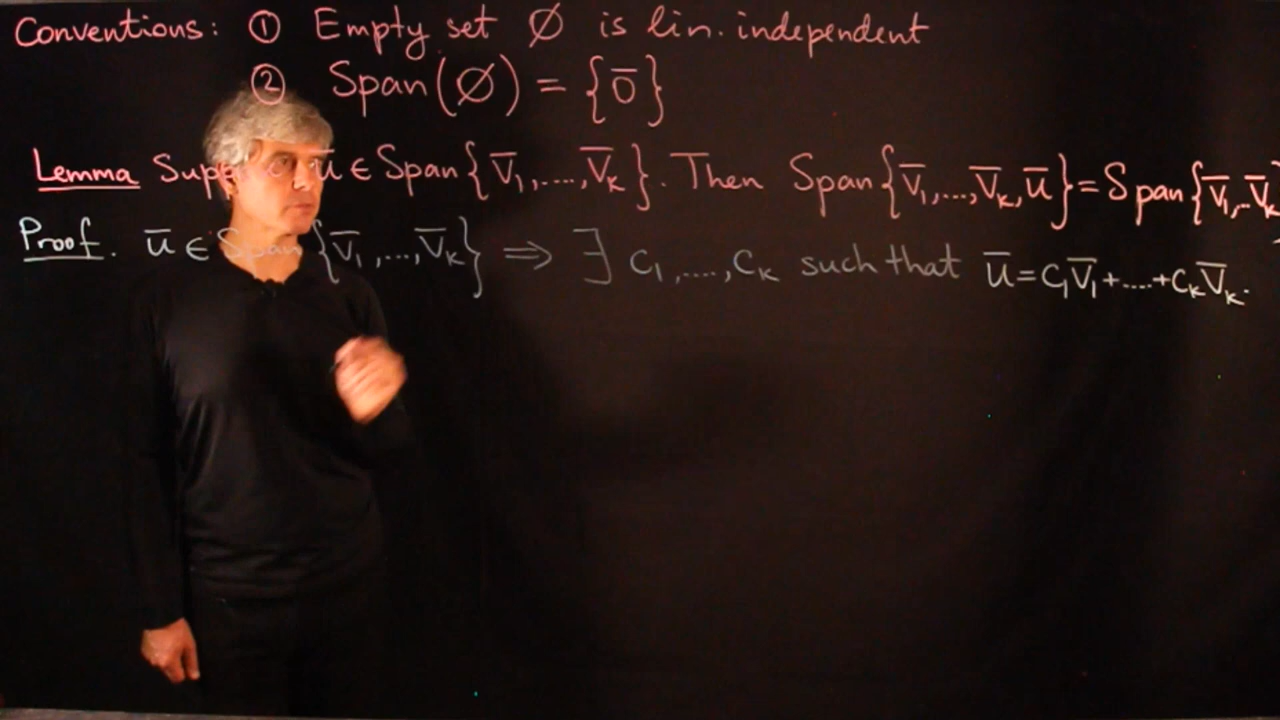 Conventions: ① Empty set ∅ is lin. independent
② Span(∅) = {0̅}
Lemma u̅ ∈ Span{v̅₁,....,v̅ₖ}. Then Span{v̅₁,...,v̅ₖ,u̅}=Span{v̅₁,..v̅ₖ
Proof. u̅ ∈ Span{v̅₁,...,v̅ₖ} ⇒ ∃ c₁,....,cₖ such that u̅=c₁v̅₁+....+cₖv̅ₖ.